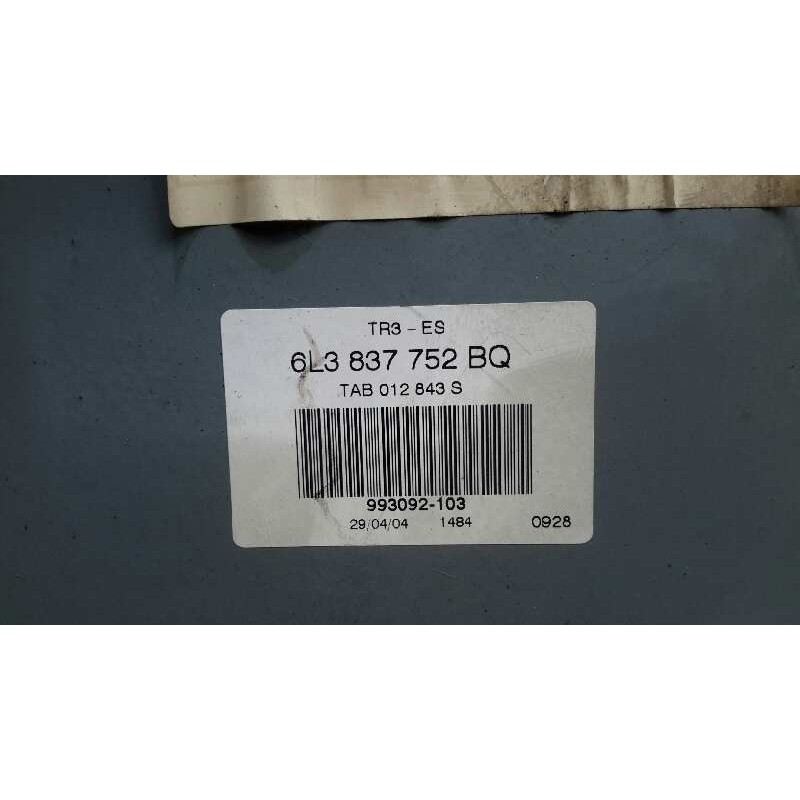 TR3 - ES
6L3 837 752 BQ
TAB 012 843 S
993092-103
29/04/04 1484 0928